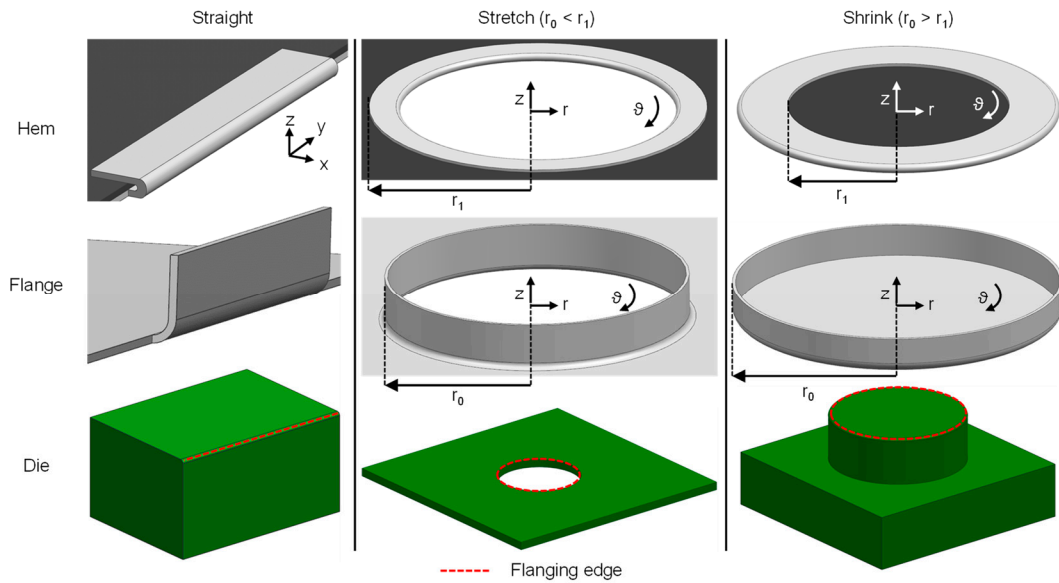 Straight
Stretch (r₀ < r₁)
Shrink (r₀ > r₁)
Hem
z
y
x
z
r
ϑ
r₁
z
r
ϑ
r₁
Flange
z
r
ϑ
r₀
z
r
ϑ
r₀
Die
Flanging edge